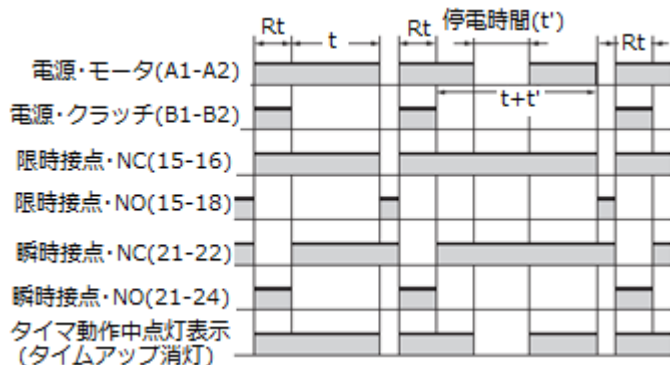 Rt
t
Rt
停電時間(t')
Rt
電源・モータ(A1-A2)
t+t'
電源・クラッチ(B1-B2)
限時接点・NC(15-16)
限時接点・NO(15-18)
瞬時接点・NC(21-22)
瞬時接点・NO(21-24)
タイマ動作中点灯表示
(タイムアップ消灯)